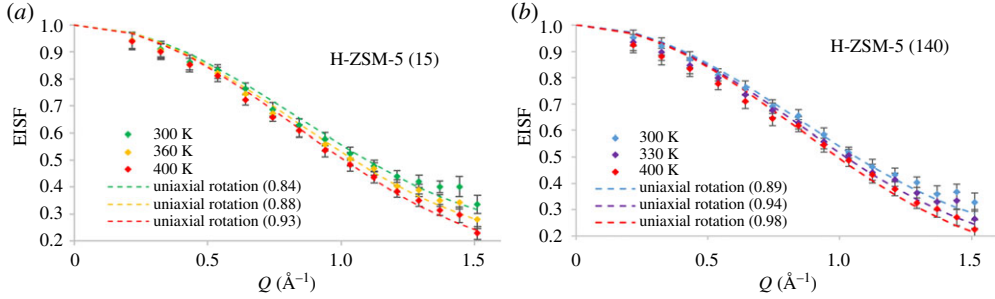 (a)
1.0
0.9
0.8
0.7
0.6
0.5
0.4
0.3
0.2
EISF
H-ZSM-5 (15)
300 K
360 K
400 K
uniaxial rotation (0.84)
uniaxial rotation (0.88)
uniaxial rotation (0.93)
0
0.5
1.0
1.5
Q (Å⁻¹)
(b)
1.0
0.9
0.8
0.7
0.6
0.5
0.4
0.3
0.2
EISF
H-ZSM-5 (140)
300 K
330 K
400 K
uniaxial rotation (0.89)
uniaxial rotation (0.94)
uniaxial rotation (0.98)
0
0.5
1.0
1.5
Q (Å⁻¹)